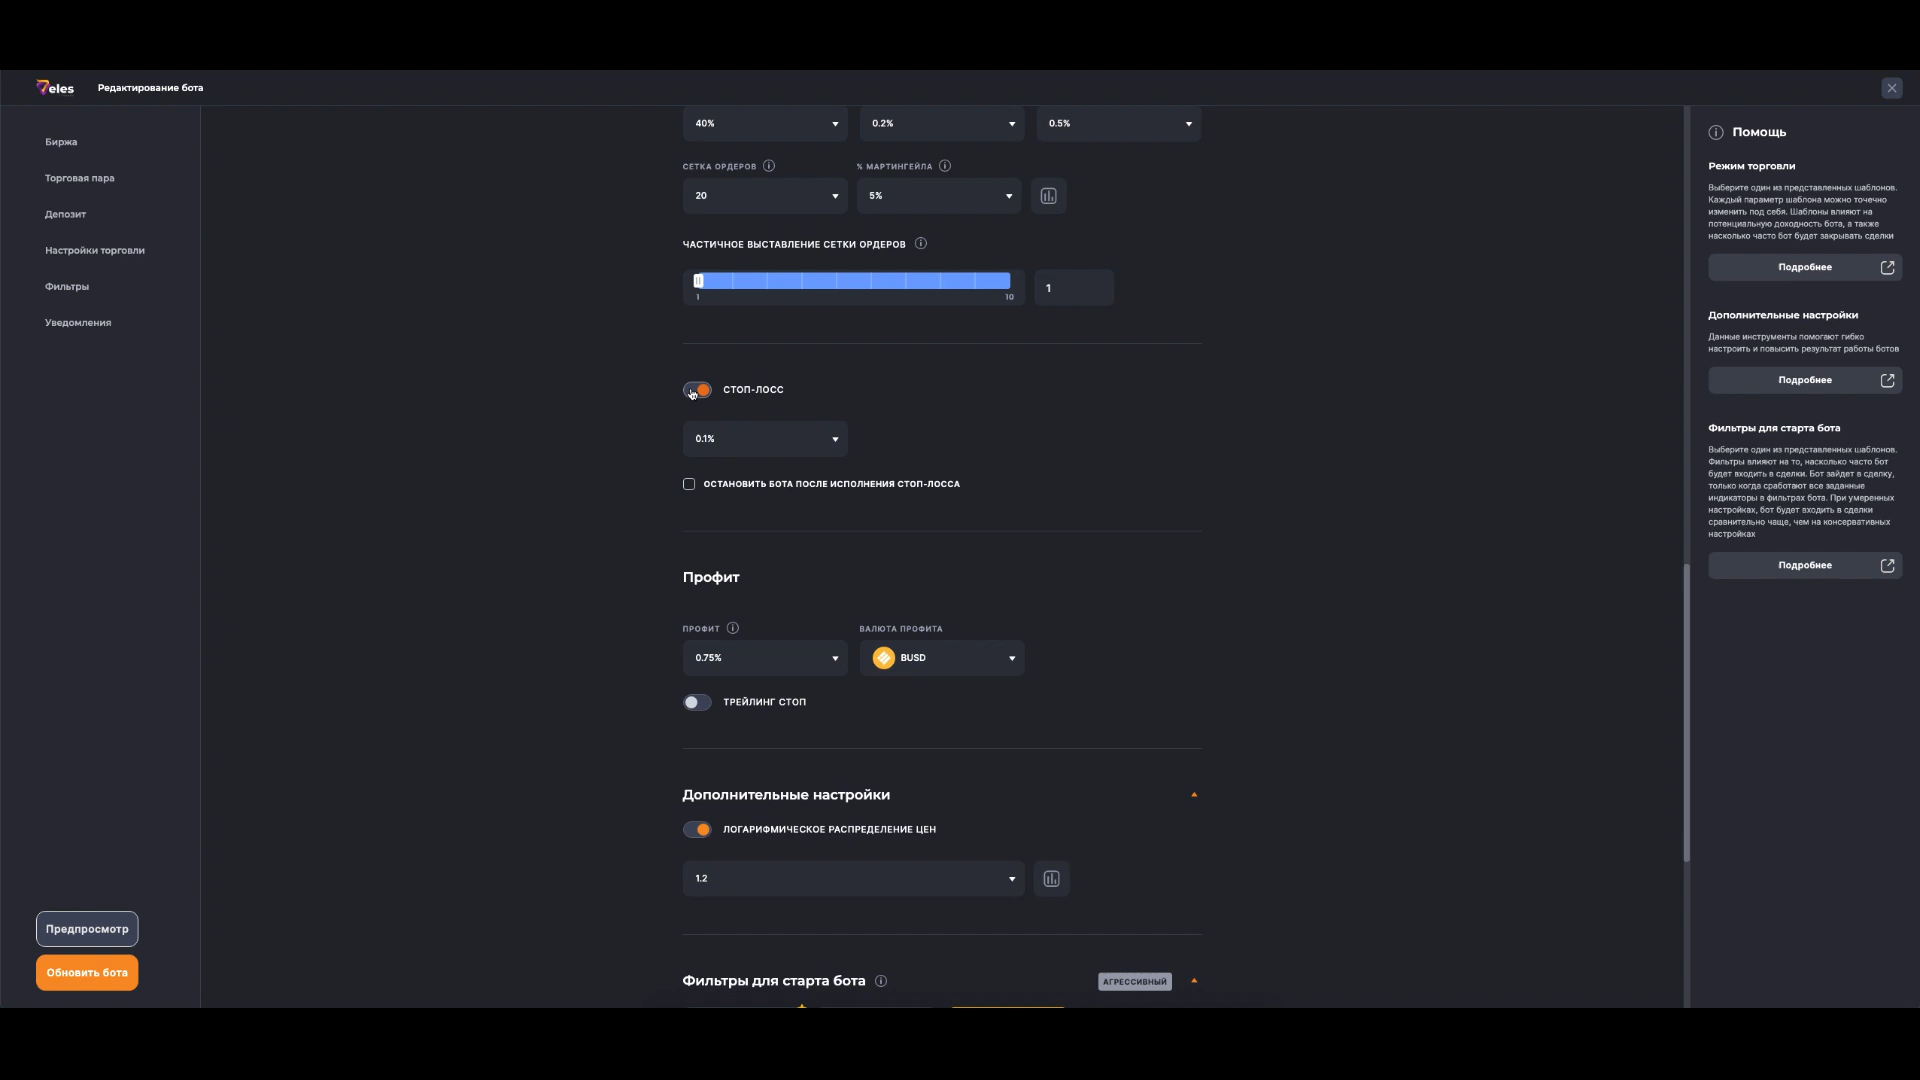 Veles
Редактирование бота
Биржа
Торговая пара
Депозит
Настройки торговли
Фильтры
Уведомления
Предпросмотр
Обновить бота
40%
0.2%
0.5%
СЕТКА ОРДЕРОВ
% МАРТИНГЕЙЛА
20
5%
ЧАСТИЧНОЕ ВЫСТАВЛЕНИЕ СЕТКИ ОРДЕРОВ
1
10
1
СТОП-ЛОСС
0.1%
ОСТАНОВИТЬ БОТА ПОСЛЕ ИСПОЛНЕНИЯ СТОП-ЛОССА
Профит
ПРОФИТ
ВАЛЮТА ПРОФИТА
0.75%
BUSD
ТРЕЙЛИНГ СТОП
Дополнительные настройки
ЛОГАРИФМИЧЕСКОЕ РАСПРЕДЕЛЕНИЕ ЦЕН
1.2
Фильтры для старта бота
АГРЕССИВНЫЙ
Помощь
Режим торговли
Выберите один из представленных шаблонов.
Каждый параметр шаблона можно точечно
изменить под себя. Шаблоны влияют на
потенциальную доходность бота, а также
насколько часто бот будет закрывать сделки
Подробнее
Дополнительные настройки
Данные инструменты помогают гибко
настроить и повысить результат работы ботов
Подробнее
Фильтры для старта бота
Выберите один из представленных шаблонов.
Фильтры влияют на то, насколько часто бот
будет входить в сделки. Бот зайдет в сделку,
только когда сработают все заданные
индикаторы в фильтрах бота. При умеренных
настройках, бот будет входить в сделки
сравнительно чаще, чем на консервативных
настройках
Подробнее